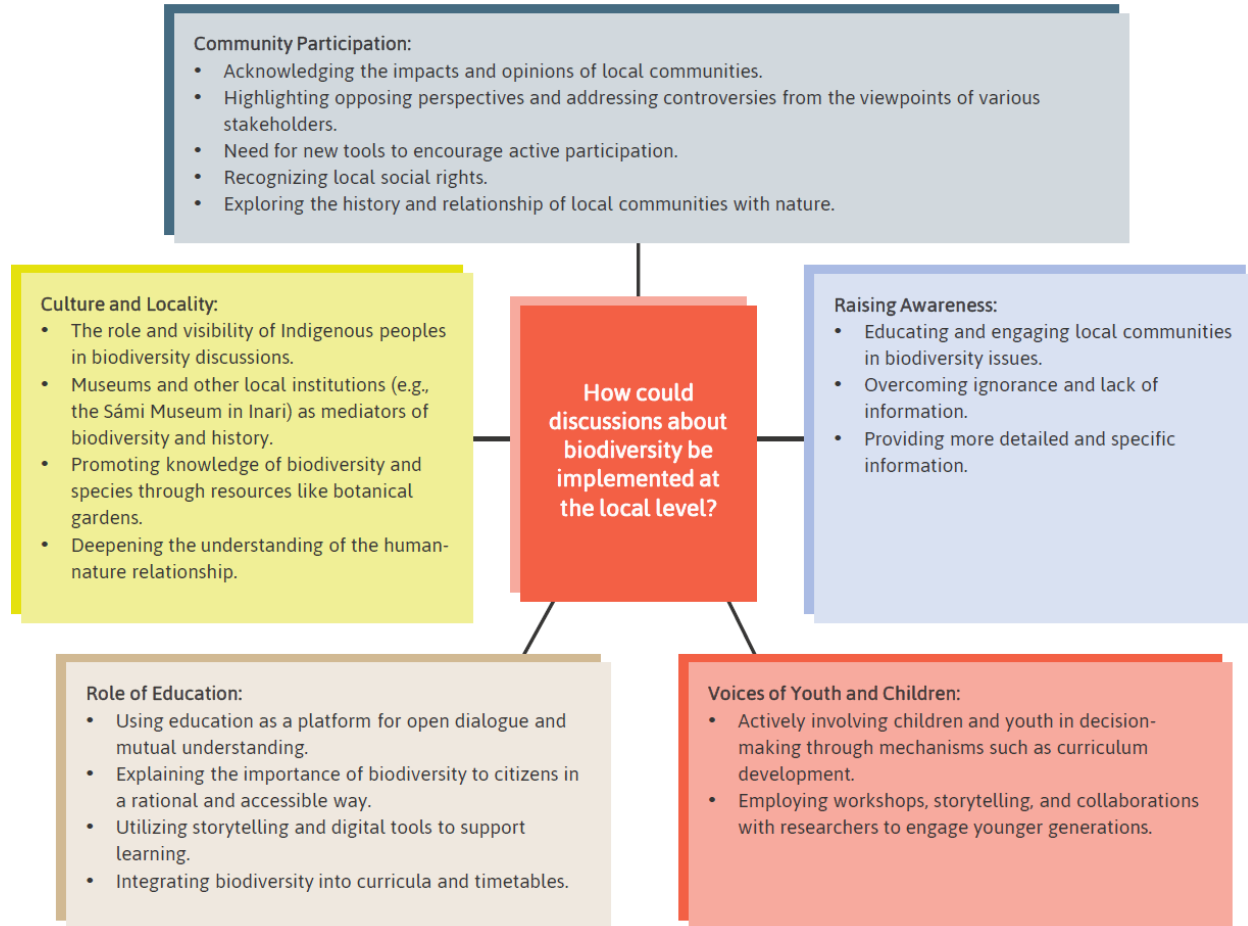 Community Participation:
• Acknowledging the impacts and opinions of local communities.
• Highlighting opposing perspectives and addressing controversies from the viewpoints of various
stakeholders.
• Need for new tools to encourage active participation.
• Recognizing local social rights.
• Exploring the history and relationship of local communities with nature.
Culture and Locality:
• The role and visibility of Indigenous peoples
in biodiversity discussions.
• Museums and other local institutions (e.g.,
the Sámi Museum in Inari) as mediators of
biodiversity and history.
• Promoting knowledge of biodiversity and
species through resources like botanical
gardens.
• Deepening the understanding of the human-
nature relationship.
How could
discussions about
biodiversity be
implemented at
the local level?
Raising Awareness:
• Educating and engaging local communities
in biodiversity issues.
• Overcoming ignorance and lack of
information.
• Providing more detailed and specific
information.
Role of Education:
• Using education as a platform for open dialogue and
mutual understanding.
• Explaining the importance of biodiversity to citizens in
a rational and accessible way.
• Utilizing storytelling and digital tools to support
learning.
• Integrating biodiversity into curricula and timetables.
Voices of Youth and Children:
• Actively involving children and youth in decision-
making through mechanisms such as curriculum
development.
• Employing workshops, storytelling, and collaborations
with researchers to engage younger generations.